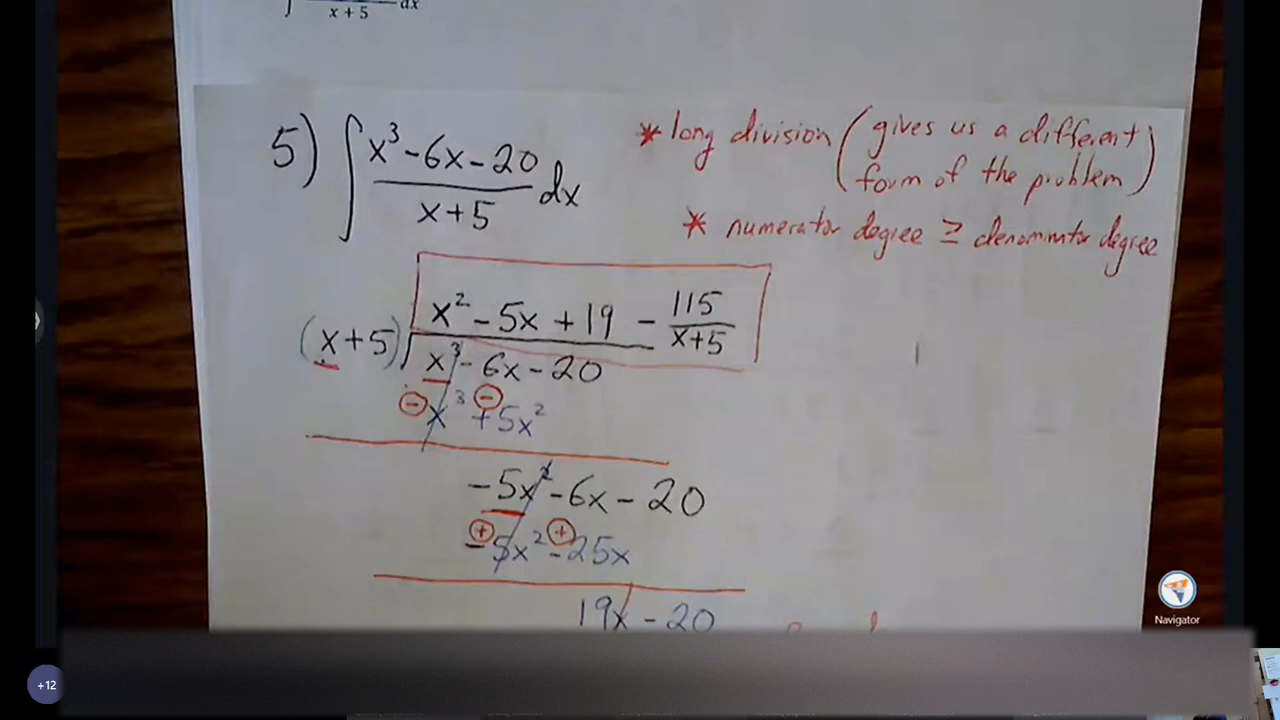 x + 5 dx
5) ∫ x³ - 6x - 20 / x + 5 dx
* long division (gives us a different form of the problem)
* numerator degree ≥ denominator degree
x² - 5x + 19 - 115 / x+5
(x + 5) x³ - 6x - 20
- x³ + 5x² -
-5x² - 6x - 20
+ - 5x² + - 25x
19x - 20
Navigator
+12